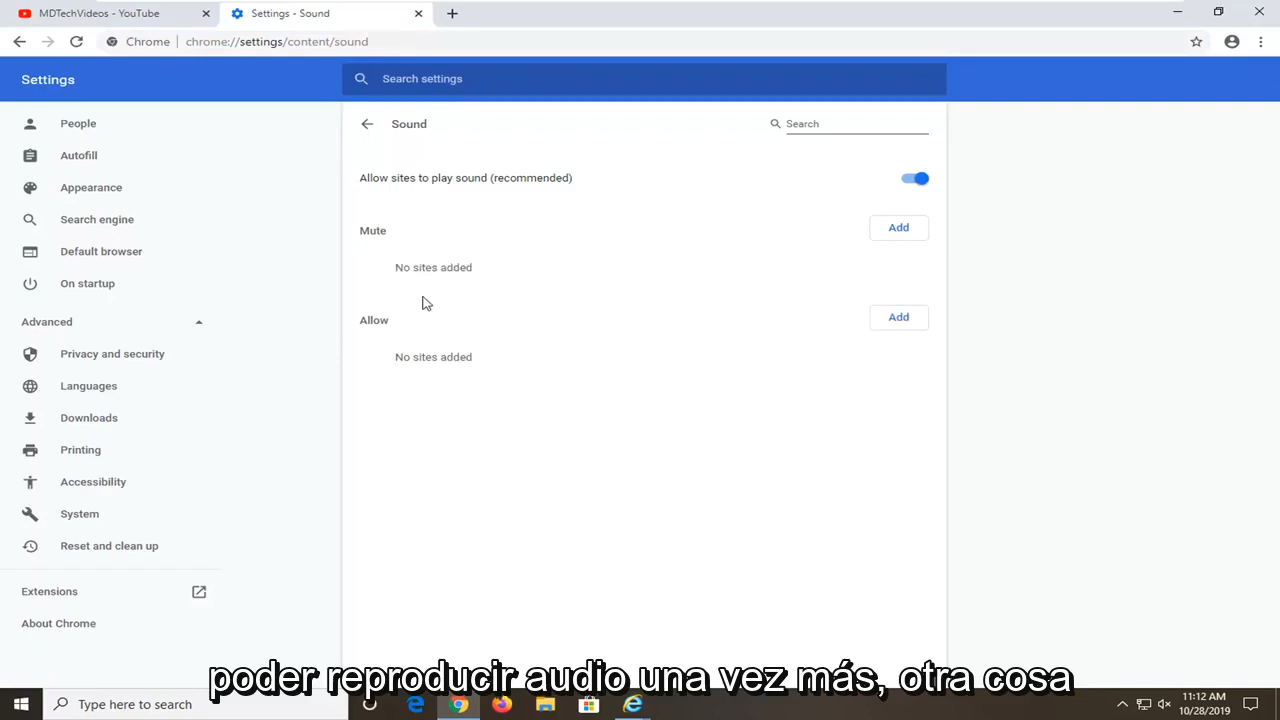 MDTechVideos - YouTube
Settings - Sound
Chrome
chrome://settings/content/sound
Settings
Search settings
People
Autofill
Appearance
Search engine
Default browser
On startup
Advanced
Privacy and security
Languages
Downloads
Printing
Accessibility
System
Reset and clean up
Extensions
About Chrome
Sound
Search
Allow sites to play sound (recommended)
Mute
Add
No sites added
Allow
Add
No sites added
poder reproducir audio una vez más, otra cosa
Type here to search
11:12 AM
10/28/2019